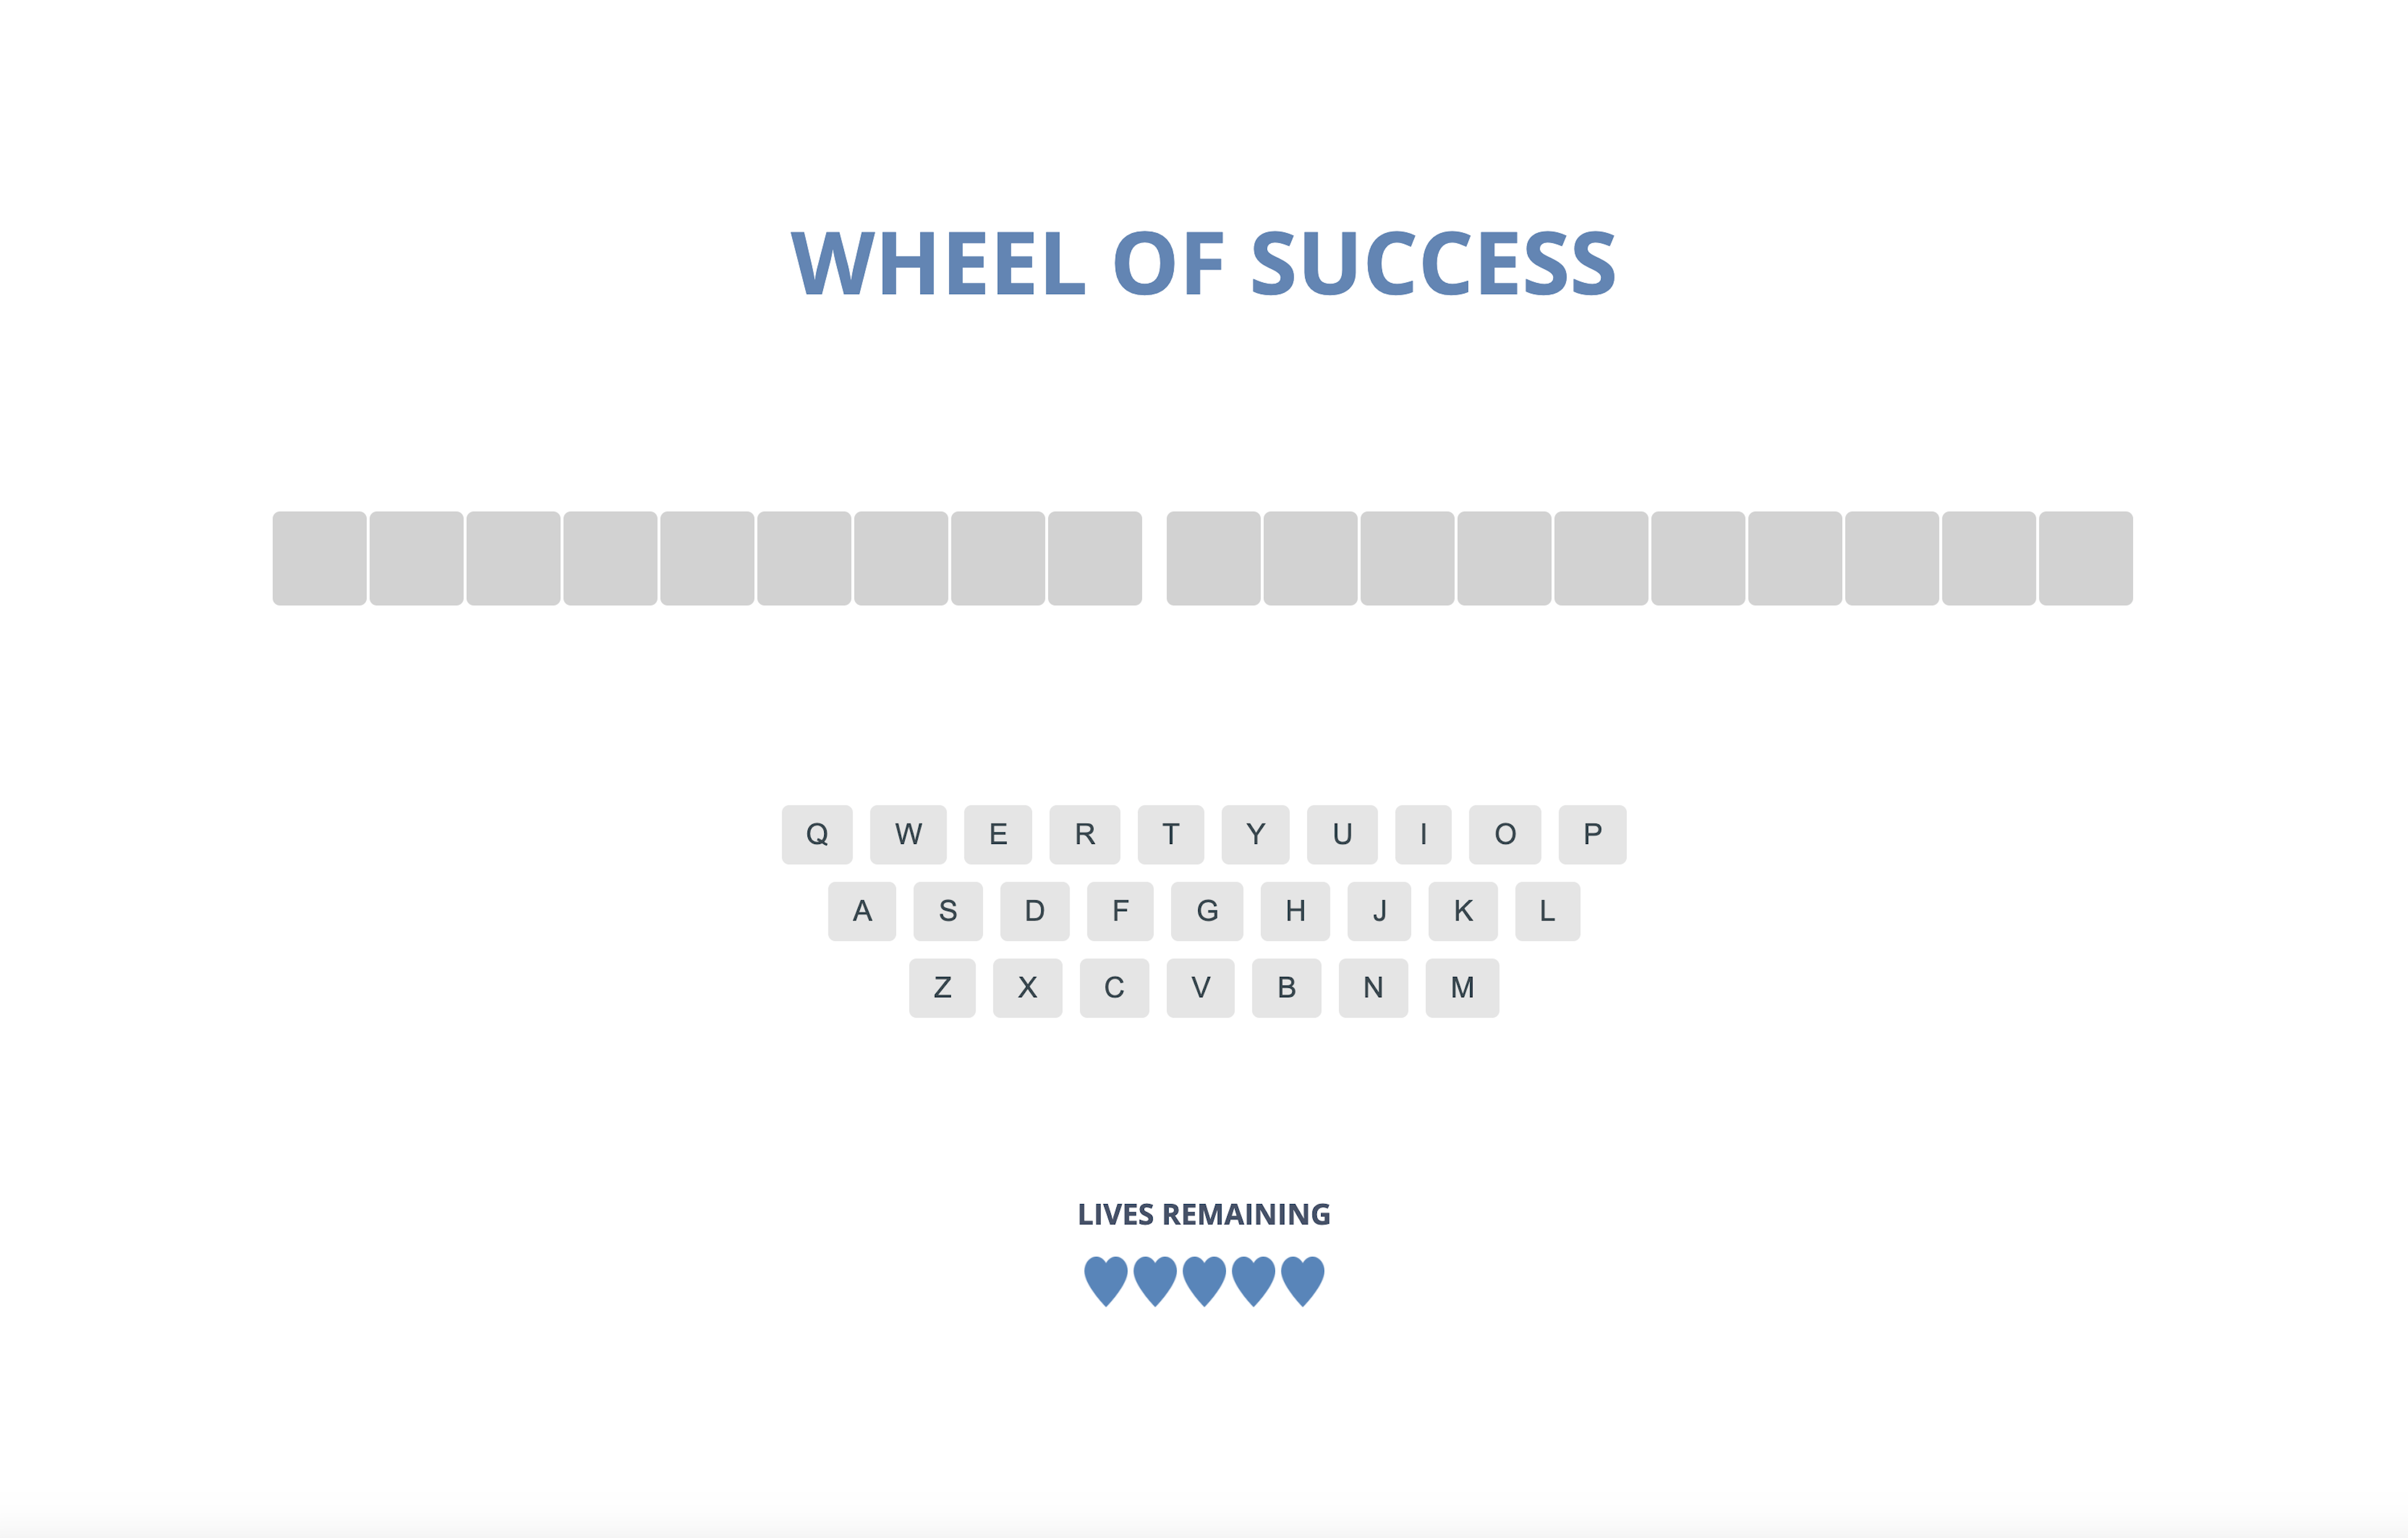 WHEEL OF SUCCESS
Q W E R T Y U I O P
A S D F G H J K L
Z X C V B N M
LIVES REMAINING